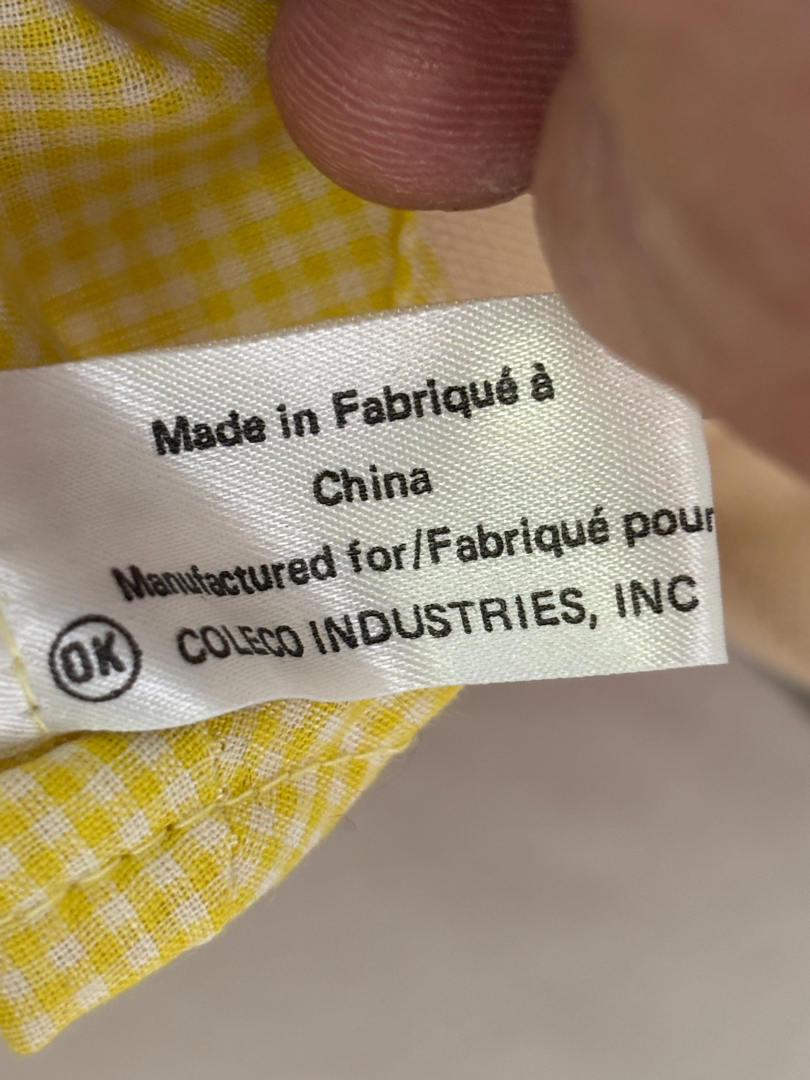 Made in Fabriqué à
China
Manufactured for/Fabriqué pour
OK COLECO INDUSTRIES, INC